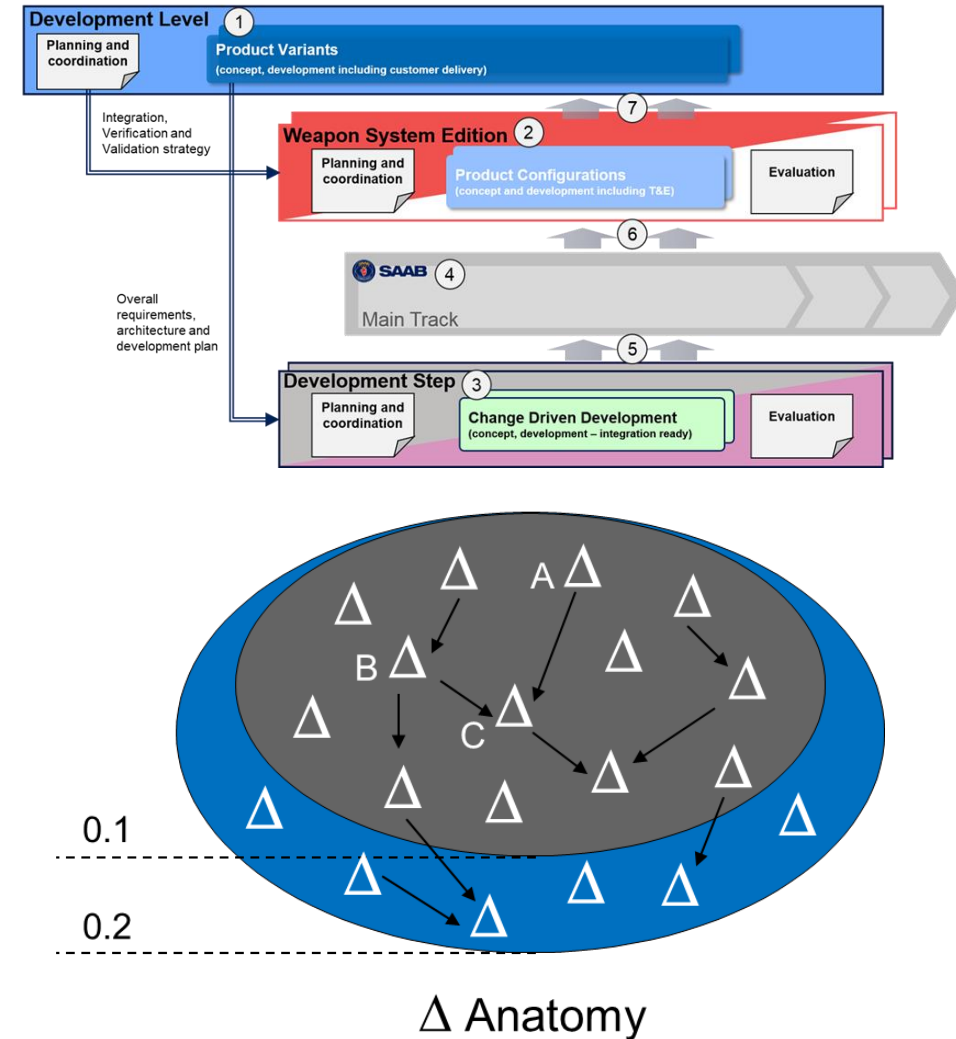 Development Level
1
Planning and
coordination
Product Variants
(concept, development including customer delivery)
7
Integration,
Verification and
Validation strategy
Weapon System Edition
2
Planning and
coordination
Product Configurations
(concept and development including T&E)
Evaluation
6
SAAB
4
Main Track
Overall
requirements,
architecture and
development plan
5
Development Step
3
Planning and
coordination
Change Driven Development
(concept, development – integration ready)
Evaluation
Δ
A Δ
Δ
Δ
B Δ
Δ
Δ
Δ
C Δ
Δ
Δ
Δ
Δ
Δ
Δ
Δ
0.1
Δ
Δ
Δ
Δ
0.2
Δ Anatomy